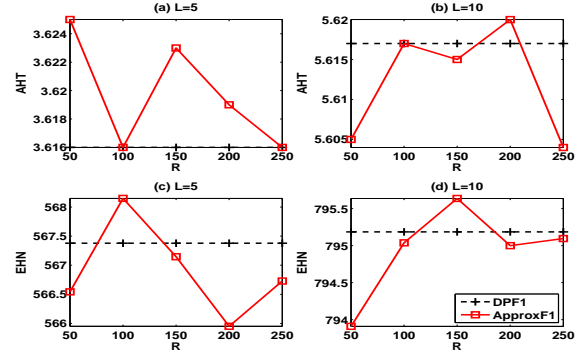 (a) L=5
(b) L=10
3.624
3.622
3.62
3.618
3.616
AHT
50 100 150 200 250
R
5.62
5.615
5.61
5.605
AHT
50 100 150 200 250
R
(c) L=5
(d) L=10
568
567.5
567
566.5
566
EHN
50 100 150 200 250
R
795.5
795
794.5
794
EHN
50 100 150 200 250
R
DPF1
ApproxF1